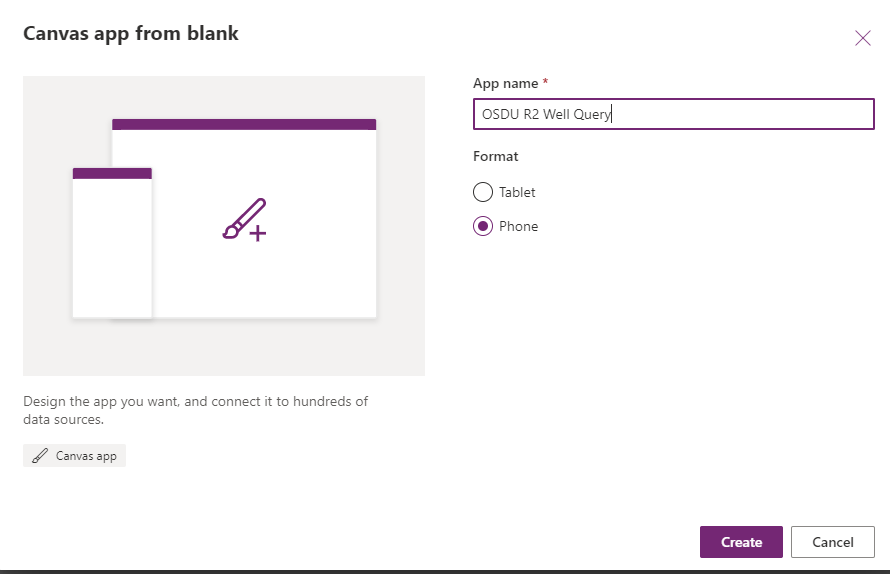 Canvas app from blank
App name *
OSDU R2 Well Query
Format
Tablet
Phone
Design the app you want, and connect it to hundreds of
data sources.
Canvas app
Create
Cancel